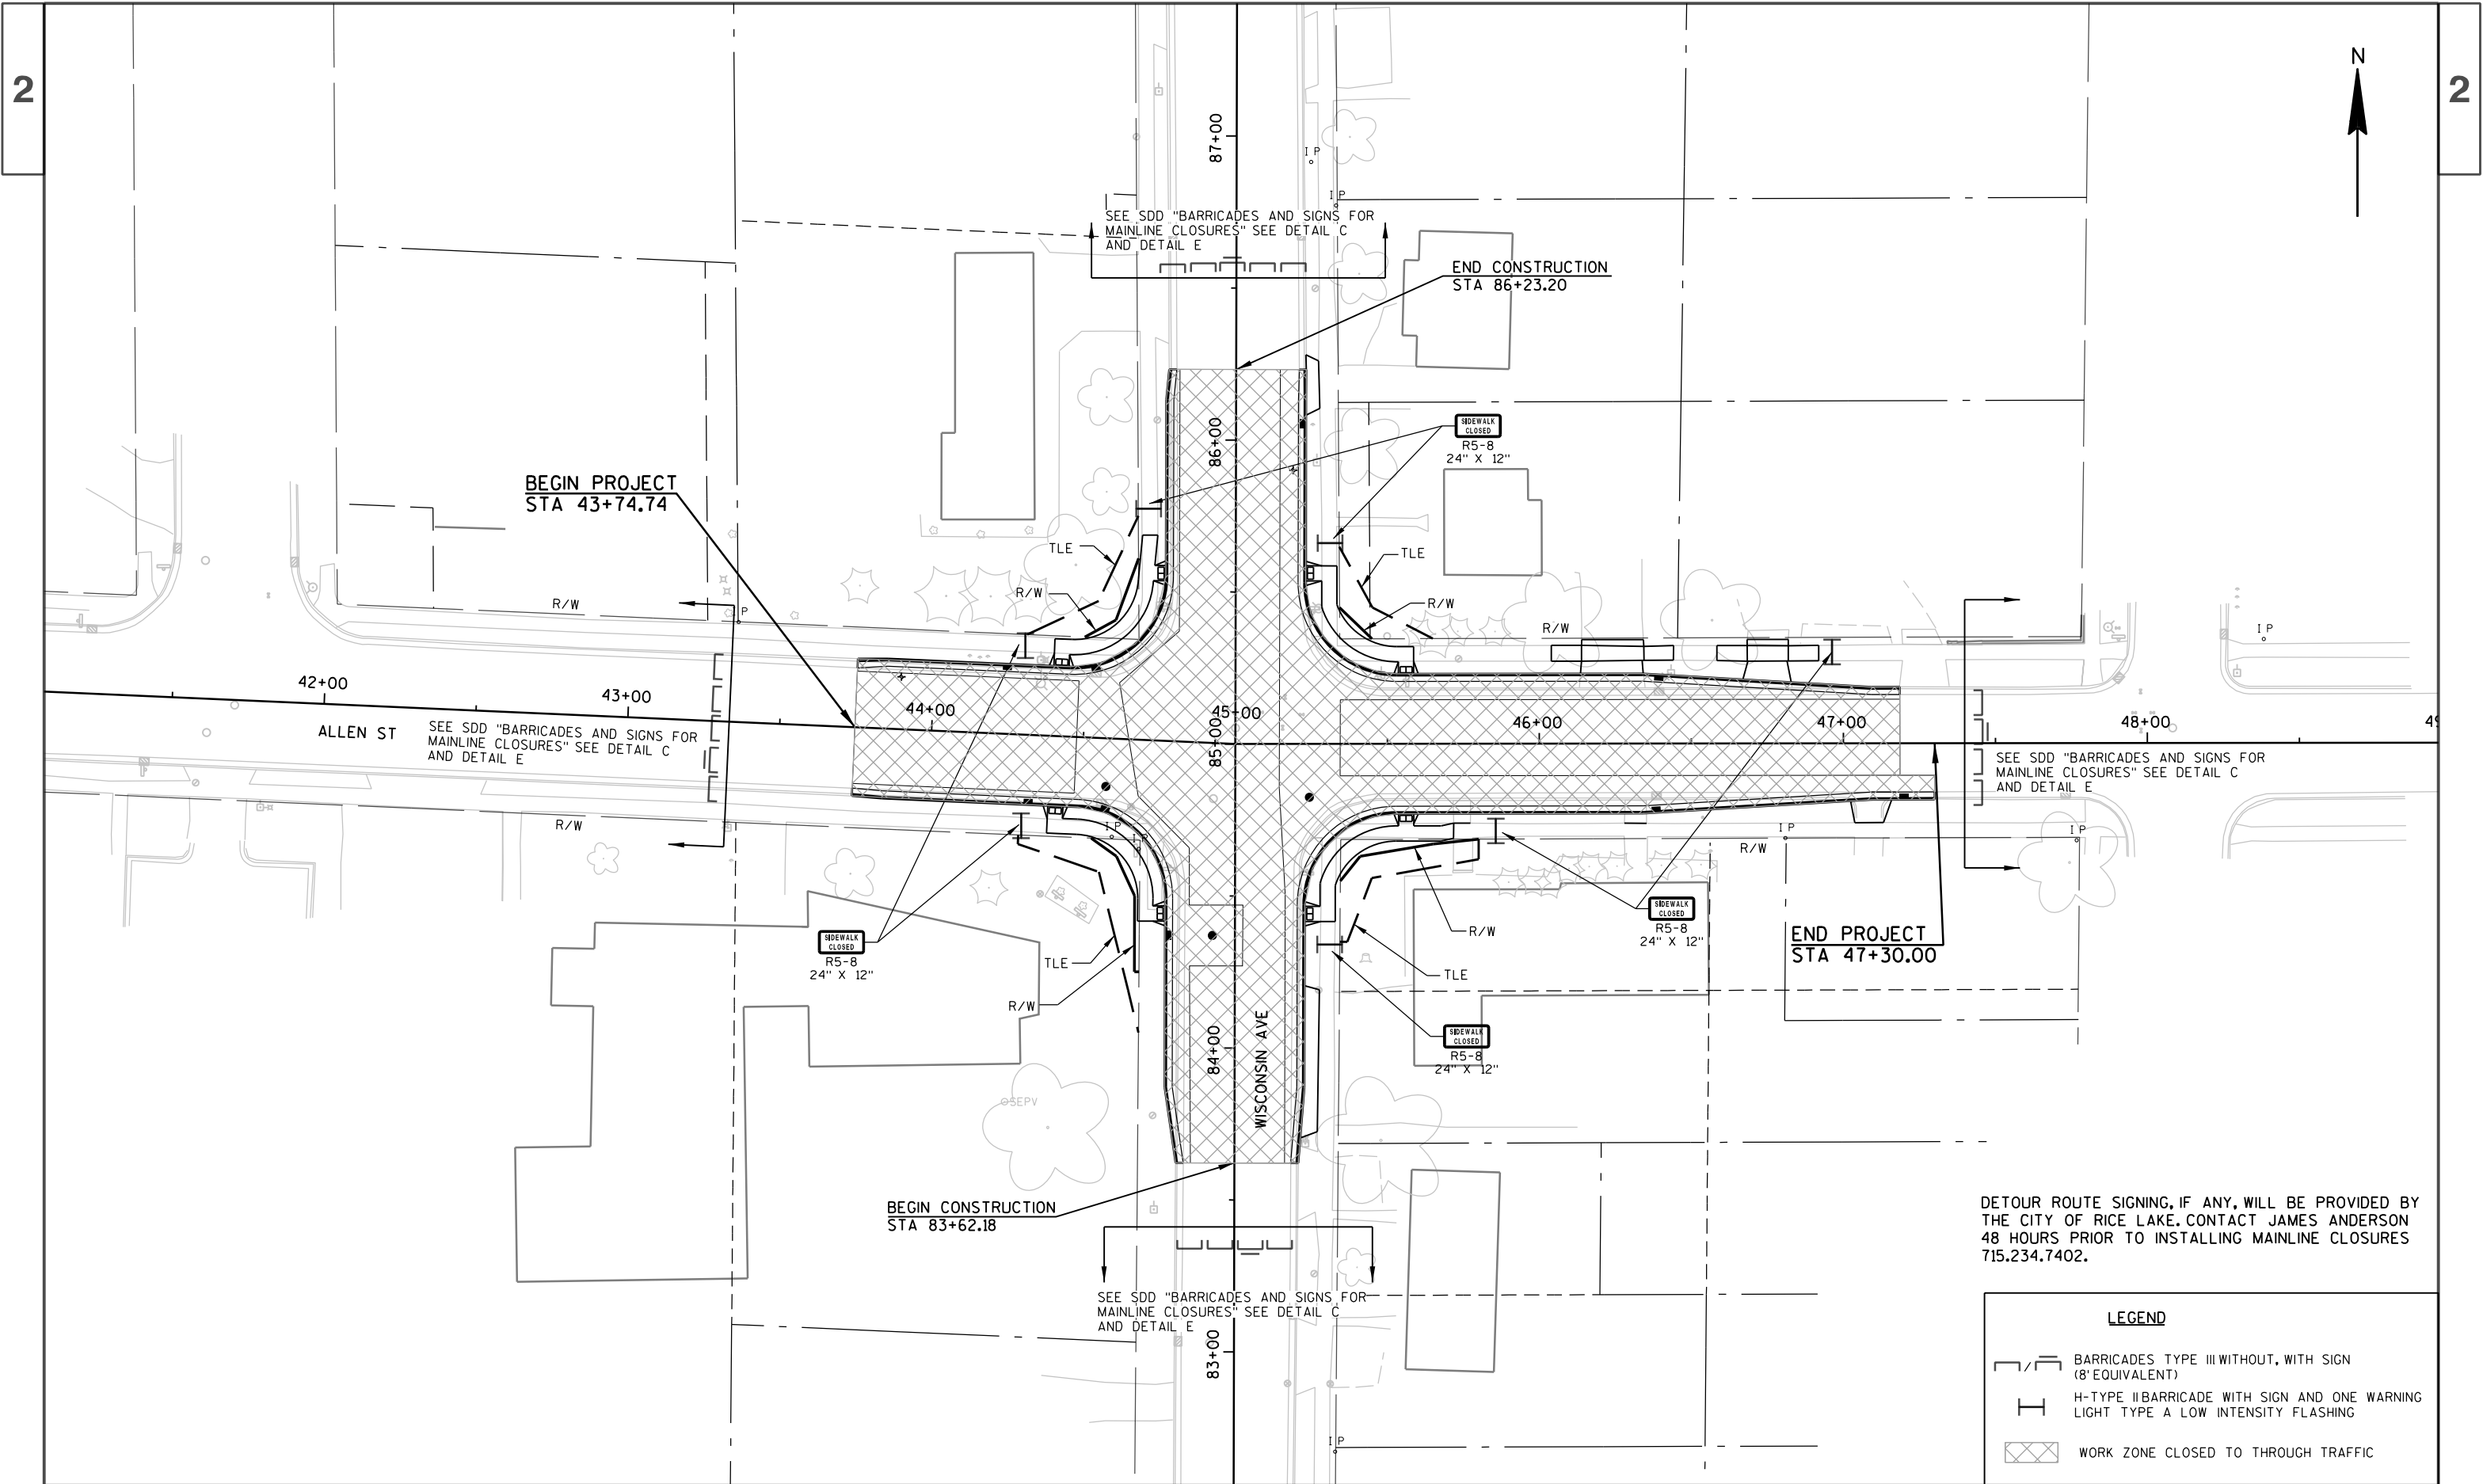 2
2
N
87+00
I P
I P
SEE SDD "BARRICADES AND SIGNS FOR
MAINLINE CLOSURES" SEE DETAIL C
AND DETAIL E
END CONSTRUCTION
STA 86+23.20
SIDEWALK
CLOSED
R5-8
24" X 12"
86+00
BEGIN PROJECT
STA 43+74.74
TLE
TLE
R/W
R/W
R/W
R/W
IP
I P
42+00
43+00
44+00
45+00
46+00
47+00
48+00
49
85+00
ALLEN ST
SEE SDD "BARRICADES AND SIGNS FOR
MAINLINE CLOSURES" SEE DETAIL C
AND DETAIL E
SEE SDD "BARRICADES AND SIGNS FOR
MAINLINE CLOSURES" SEE DETAIL C
AND DETAIL E
R/W
I P
I P
I P
I P
R/W
SIDEWALK
CLOSED
R5-8
24" X 12"
SIDEWALK
CLOSED
R5-8
24" X 12"
R/W
END PROJECT
STA 47+30.00
TLE
TLE
R/W
WISCONSIN AVE
84+00
SIDEWALK
CLOSED
R5-8
24" X 12"
SEPV
BEGIN CONSTRUCTION
STA 83+62.18
DETOUR ROUTE SIGNING, IF ANY, WILL BE PROVIDED BY
THE CITY OF RICE LAKE. CONTACT JAMES ANDERSON
48 HOURS PRIOR TO INSTALLING MAINLINE CLOSURES
715.234.7402.
SEE SDD "BARRICADES AND SIGNS FOR
MAINLINE CLOSURES" SEE DETAIL C
AND DETAIL E
83+00
I P
LEGEND
/
BARRICADES TYPE III WITHOUT, WITH SIGN
(8' EQUIVALENT)
H-TYPE II BARRICADE WITH SIGN AND ONE WARNING
LIGHT TYPE A LOW INTENSITY FLASHING
WORK ZONE CLOSED TO THROUGH TRAFFIC